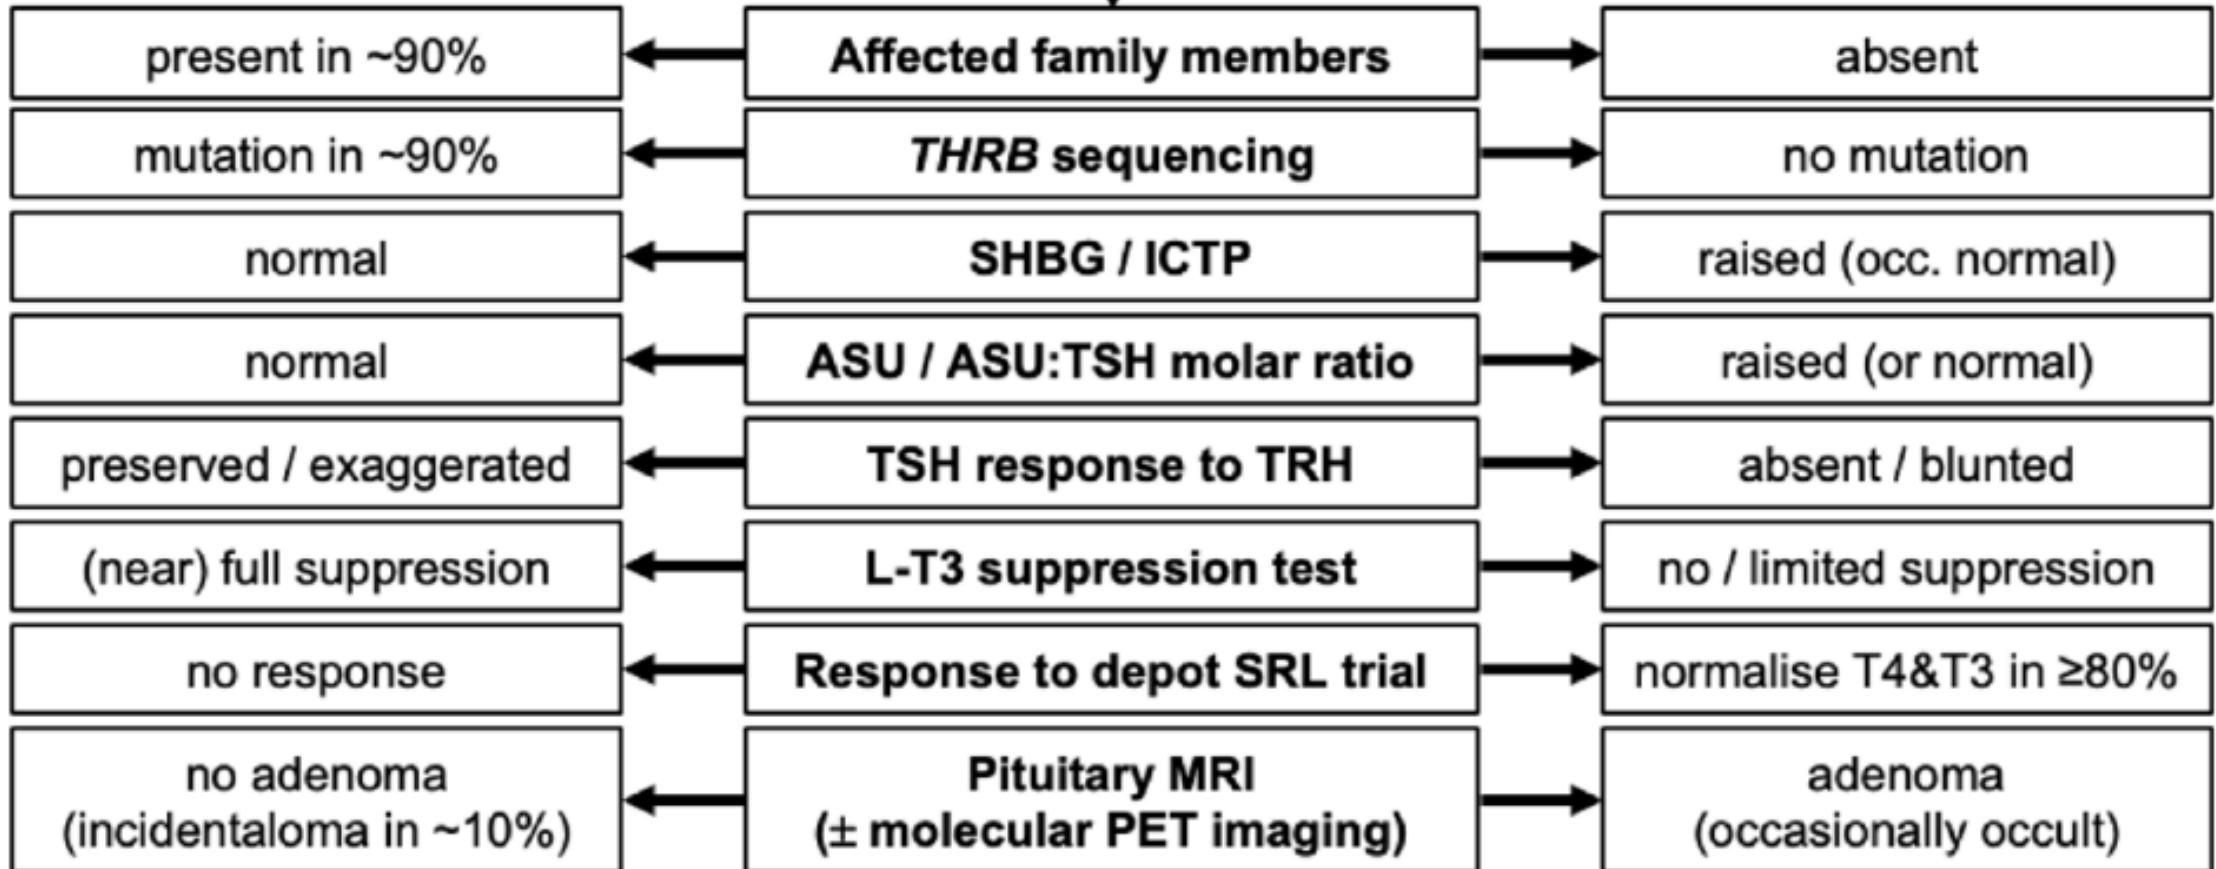 present in ~90%
Affected family members
absent
mutation in ~90%
THRB sequencing
no mutation
normal
SHBG / ICTP
raised (occ. normal)
normal
ASU / ASU:TSH molar ratio
raised (or normal)
preserved / exaggerated
TSH response to TRH
absent / blunted
(near) full suppression
L-T3 suppression test
no / limited suppression
no response
Response to depot SRL trial
normalise T4&T3 in ≥80%
no adenoma
(incidentaloma in ~10%)
Pituitary MRI
(± molecular PET imaging)
adenoma
(occasionally occult)